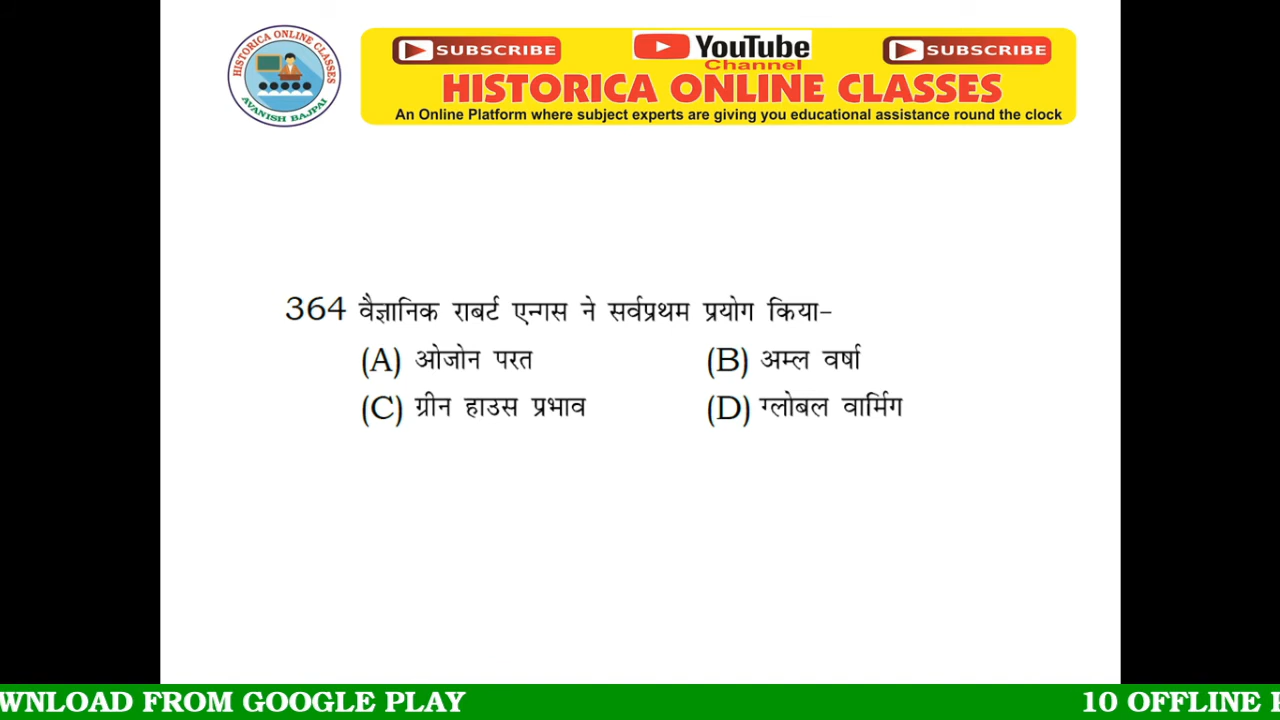 HISTORICA ONLINE CLASSES
AVANISH BAJPAI
SUBSCRIBE
YouTube
SUBSCRIBE
Channel
HISTORICA ONLINE CLASSES
An Online Platform where subject experts are giving you educational assistance round the clock
364 वैज्ञानिक राबर्ट एन्गस ने सर्वप्रथम प्रयोग किया-
(A) ओजोन परत (B) अम्ल वर्षा
(C) ग्रीन हाउस प्रभाव (D) ग्लोबल वार्मिग
WNLOAD FROM GOOGLE PLAY 10 OFFLINE